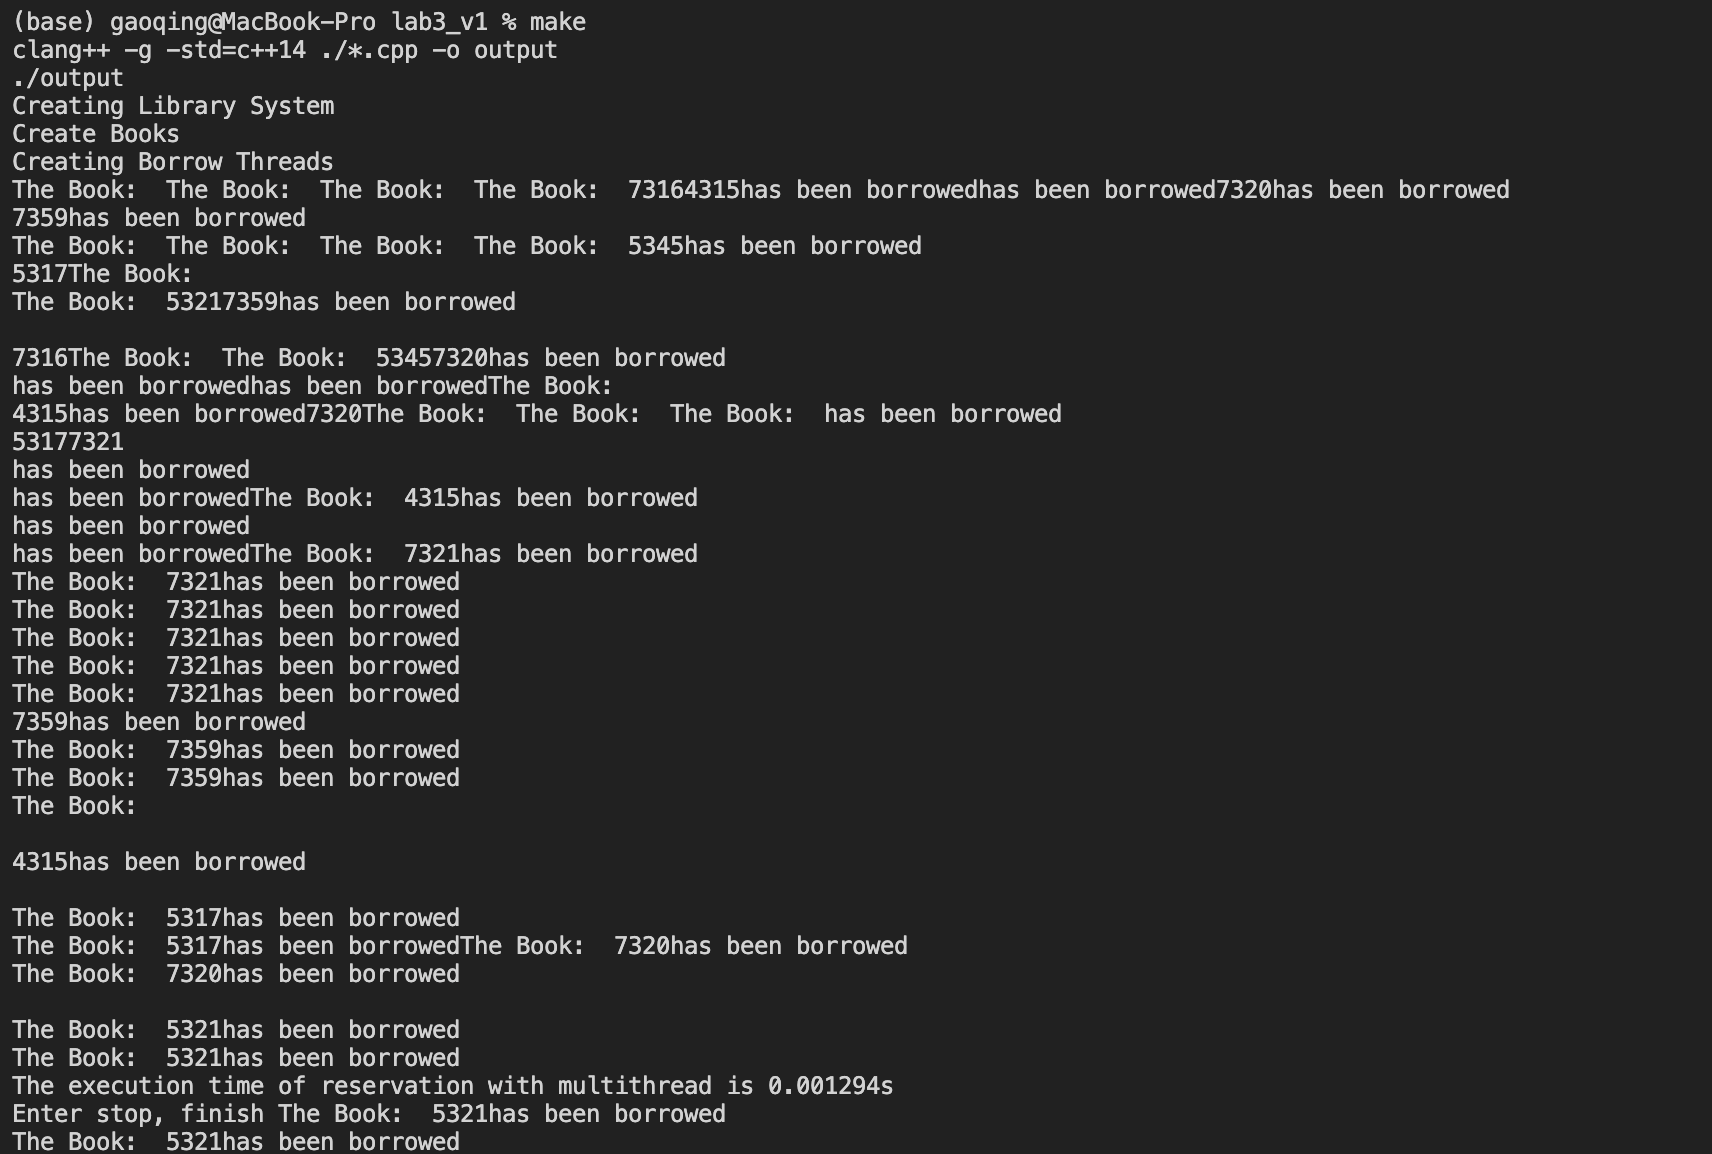 (base) gaoqing@MacBook-Pro lab3_v1 % make
clang++ -g -std=c++14 ./*.cpp -o output
./output
Creating Library System
Create Books
Creating Borrow Threads
The Book:  The Book:  The Book:  The Book:  73164315has been borrowedhas been borrowed7320has been borrowed
7359has been borrowed
The Book:  The Book:  The Book:  The Book:  5345has been borrowed
5317The Book:
The Book:  53217359has been borrowed

7316The Book:  The Book:  53457320has been borrowed
has been borrowedhas been borrowedThe Book:
4315has been borrowed7320The Book:  The Book:  The Book:  has been borrowed
53177321
has been borrowed
has been borrowedThe Book:  4315has been borrowed
has been borrowed
has been borrowedThe Book:  7321has been borrowed
The Book:  7321has been borrowed
The Book:  7321has been borrowed
The Book:  7321has been borrowed
The Book:  7321has been borrowed
The Book:  7321has been borrowed
7359has been borrowed
The Book:  7359has been borrowed
The Book:  7359has been borrowed
The Book:

4315has been borrowed

The Book:  5317has been borrowed
The Book:  5317has been borrowedThe Book:  7320has been borrowed
The Book:  7320has been borrowed

The Book:  5321has been borrowed
The Book:  5321has been borrowed
The execution time of reservation with multithread is 0.001294s
Enter stop, finish The Book:  5321has been borrowed
The Book:  5321has been borrowed